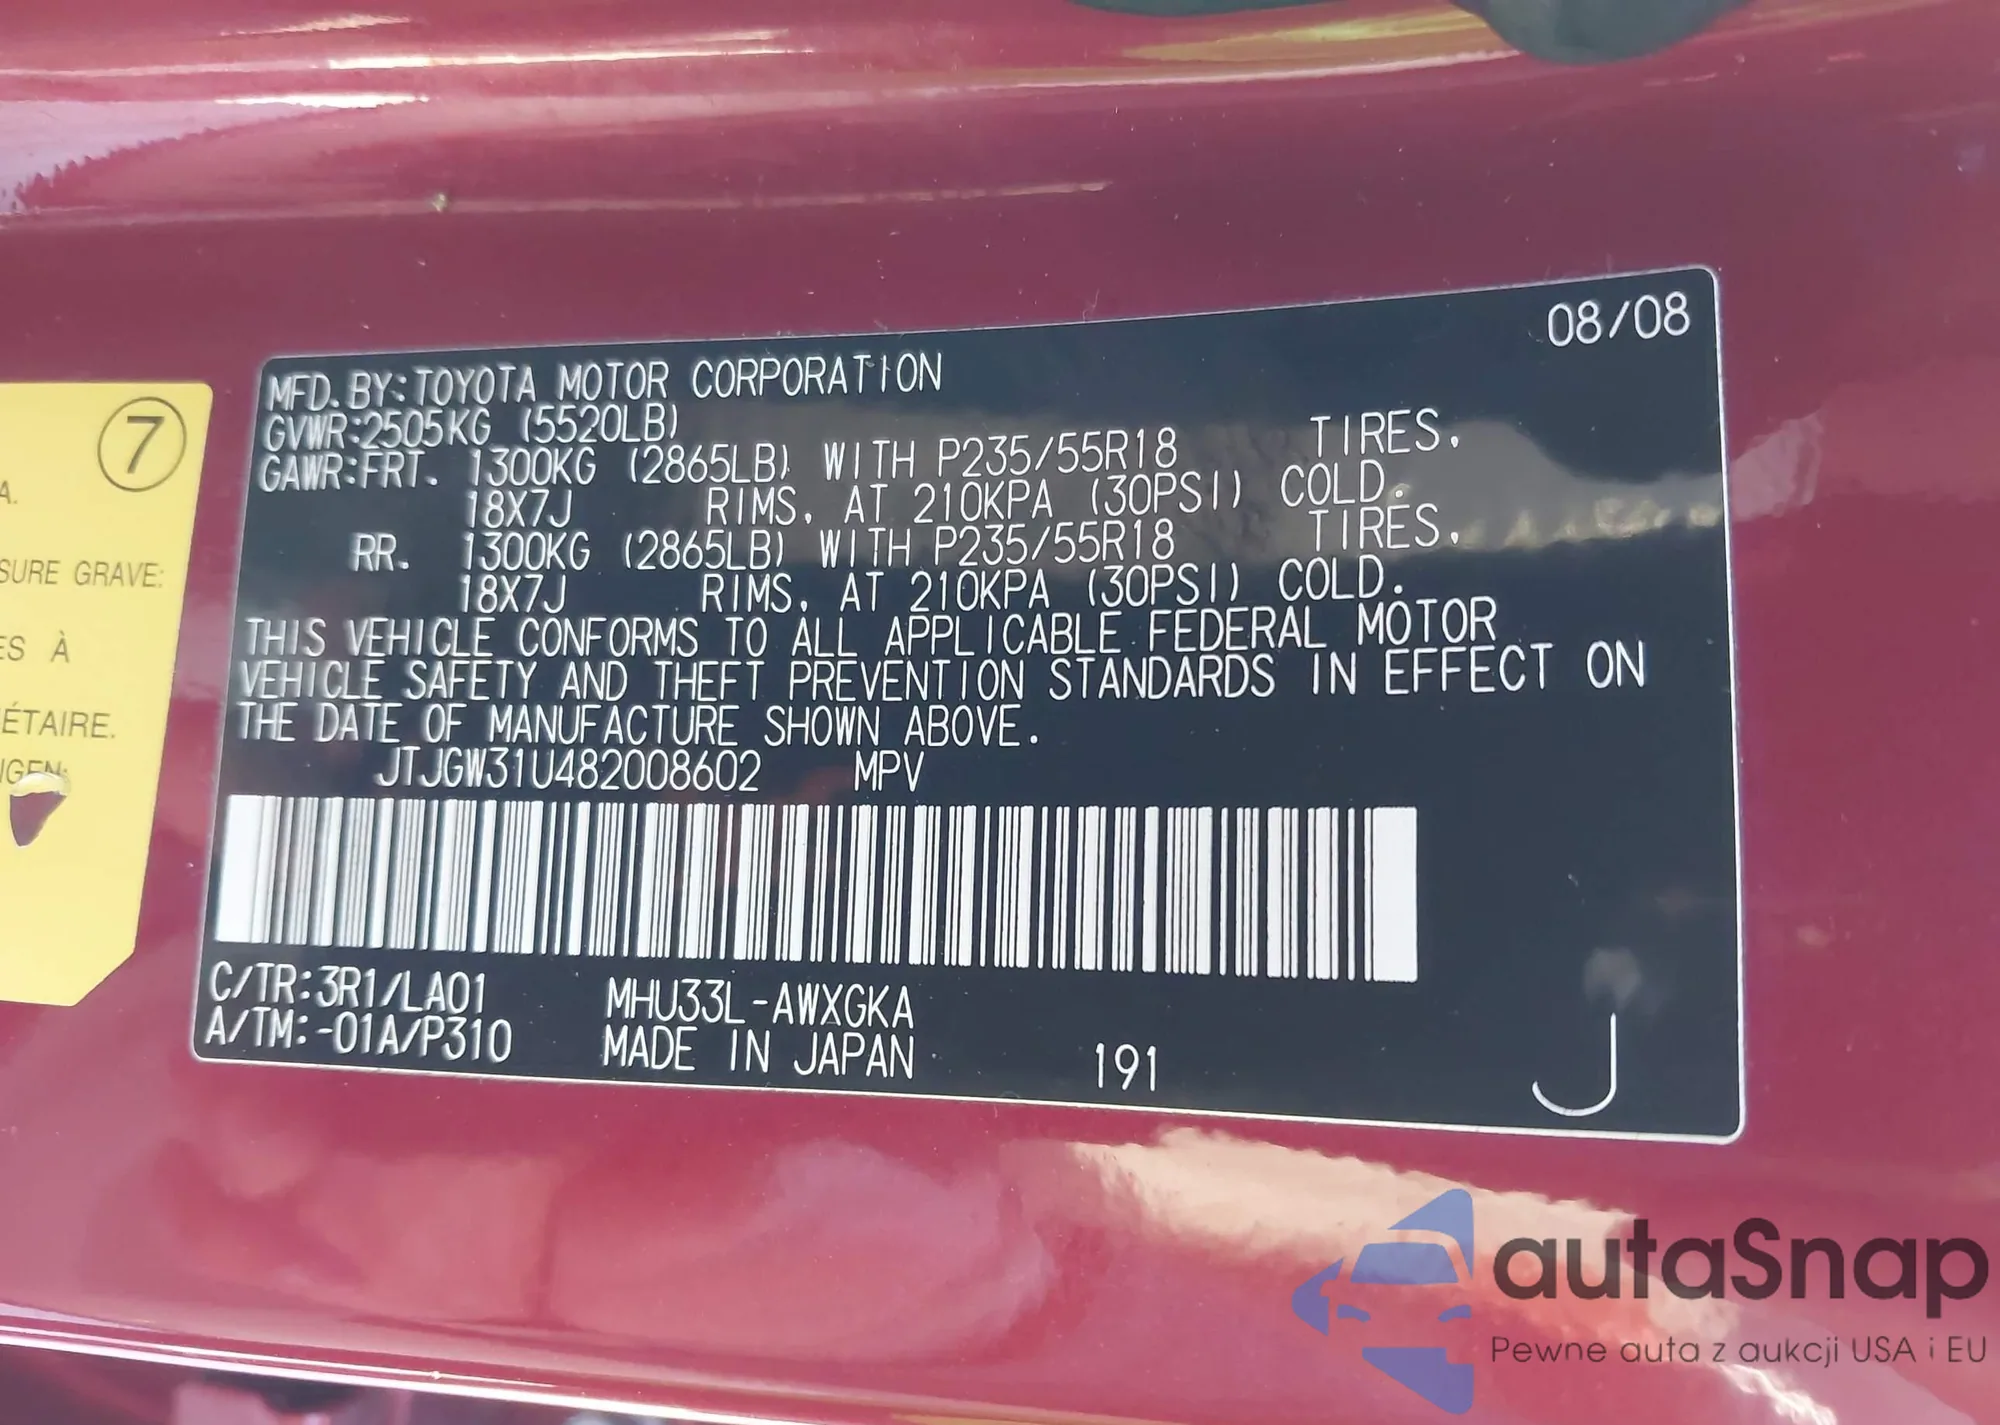 08/08
MFD.BY:TOYOTA MOTOR CORPORATION
GVWR:2505KG (5520LB)
GAWR:FRT. 1300KG (2865LB) WITH P235/55R18 TIRES.
18X7J RIMS, AT 210KPA (30PSI) COLD.
RR. 1300KG (2865LB) WITH P235/55R18 TIRES.
18X7J RIMS, AT 210KPA (30PSI) COLD.
THIS VEHICLE CONFORMS TO ALL APPLICABLE FEDERAL MOTOR
VEHICLE SAFETY AND THEFT PREVENTION STANDARDS IN EFFECT ON
THE DATE OF MANUFACTURE SHOWN ABOVE.
JTJGW31U482008602 MPV
C/TR:3R1/LA01 MHU33L-AWXGKA
A/TM:-01A/P310 MADE IN JAPAN 191 J
7
A.
SURE GRAVE:
ES À
ÉTAIRE.
IGEN:
autaSnap
Pewne auta z aukcji USA i EU